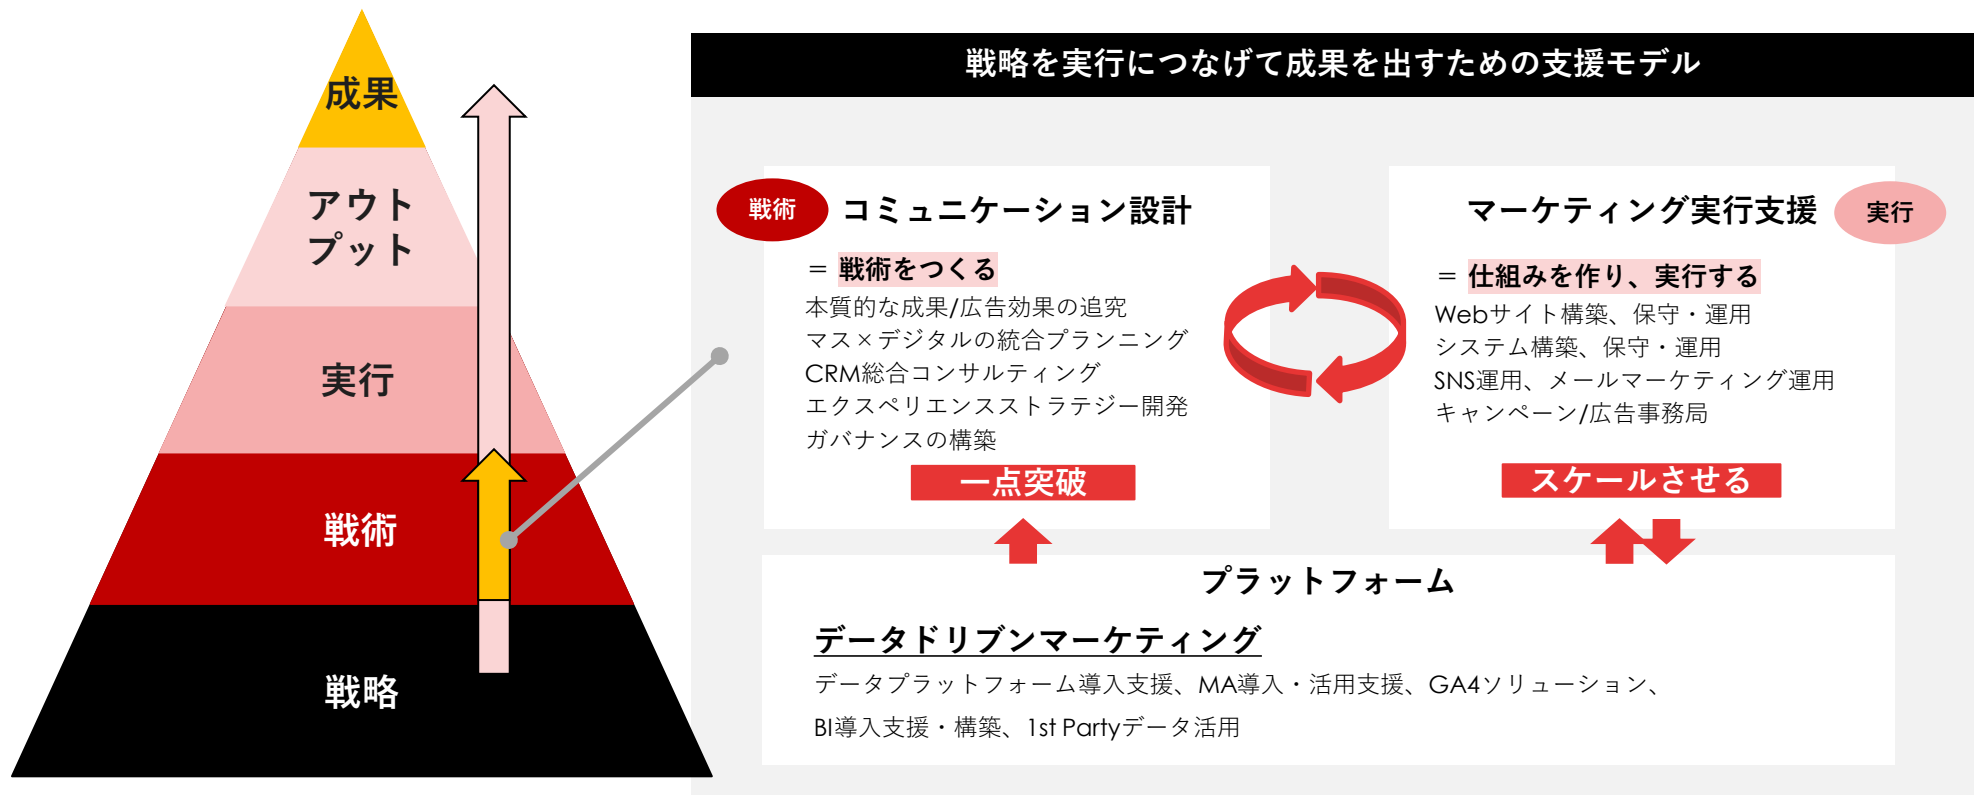 成果
アウト
プット
実行
戦術
戦略
戦略を実行につなげて成果を出すための支援モデル
戦術
コミュニケーション設計
＝ 戦術をつくる
本質的な成果/広告効果の追究
マス×デジタルの統合プランニング
CRM総合コンサルティング
エクスペリエンスストラテジー開発
ガバナンスの構築
一点突破
マーケティング実行支援
実行
＝ 仕組みを作り、実行する
Webサイト構築、保守・運用
システム構築、保守・運用
SNS運用、メールマーケティング運用
キャンペーン/広告事務局
スケールさせる
プラットフォーム
データドリブンマーケティング
データプラットフォーム導入支援、MA導入・活用支援、GA4ソリューション、
BI導入支援・構築、1st Partyデータ活用